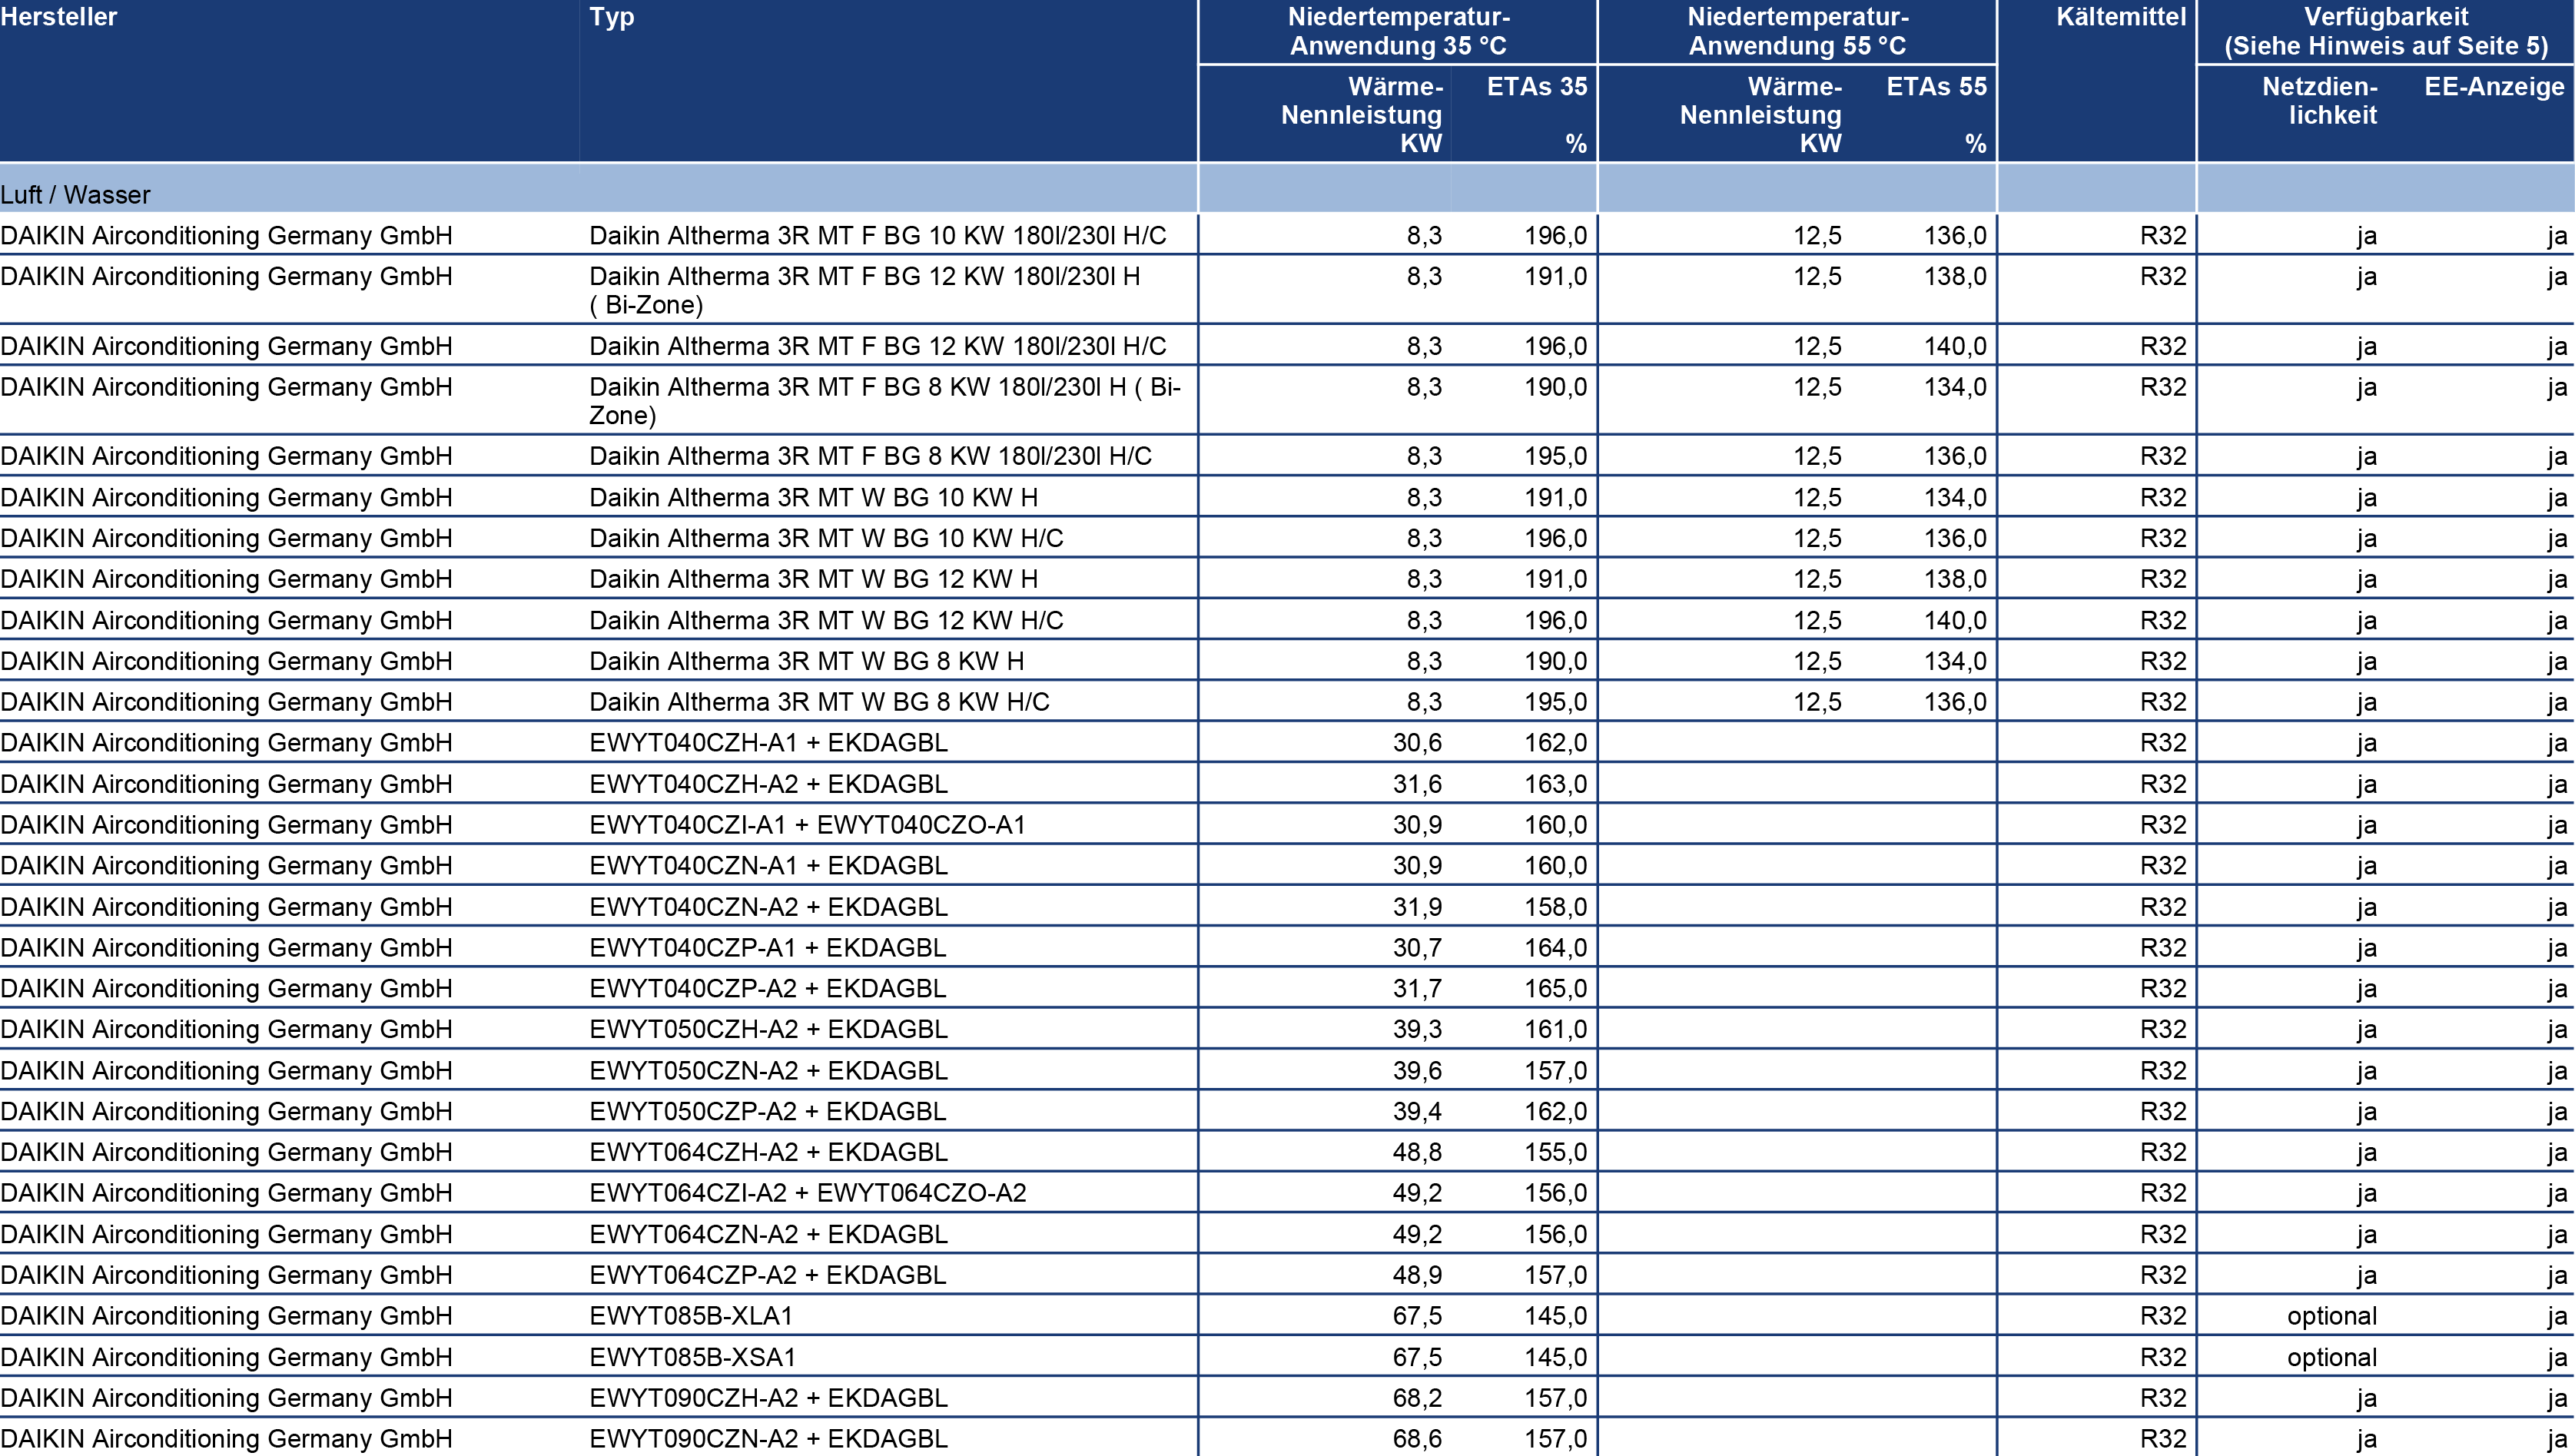 Hersteller Typ Niedertemperatur- Niedertemperatur- Kältemittel Verfügbarkeit
Anwendung 35 °C Anwendung 55 °C (Siehe Hinweis auf Seite 5)
Wärme- ETAs 35 Wärme- ETAs 55 Netzdien- EE-Anzeige
Nennleistung Nennleistung lichkeit
KW % KW %
Luft / Wasser
DAIKIN Airconditioning Germany GmbH Daikin Altherma 3R MT F BG 10 KW 180l/230l H/C 8,3 196,0 12,5 136,0 R32 ja ja
DAIKIN Airconditioning Germany GmbH Daikin Altherma 3R MT F BG 12 KW 180l/230l H 8,3 191,0 12,5 138,0 R32 ja ja
( Bi-Zone)
DAIKIN Airconditioning Germany GmbH Daikin Altherma 3R MT F BG 12 KW 180l/230l H/C 8,3 196,0 12,5 140,0 R32 ja ja
DAIKIN Airconditioning Germany GmbH Daikin Altherma 3R MT F BG 8 KW 180l/230l H ( Bi- 8,3 190,0 12,5 134,0 R32 ja ja
Zone)
DAIKIN Airconditioning Germany GmbH Daikin Altherma 3R MT F BG 8 KW 180l/230l H/C 8,3 195,0 12,5 136,0 R32 ja ja
DAIKIN Airconditioning Germany GmbH Daikin Altherma 3R MT W BG 10 KW H 8,3 191,0 12,5 134,0 R32 ja ja
DAIKIN Airconditioning Germany GmbH Daikin Altherma 3R MT W BG 10 KW H/C 8,3 196,0 12,5 136,0 R32 ja ja
DAIKIN Airconditioning Germany GmbH Daikin Altherma 3R MT W BG 12 KW H 8,3 191,0 12,5 138,0 R32 ja ja
DAIKIN Airconditioning Germany GmbH Daikin Altherma 3R MT W BG 12 KW H/C 8,3 196,0 12,5 140,0 R32 ja ja
DAIKIN Airconditioning Germany GmbH Daikin Altherma 3R MT W BG 8 KW H 8,3 190,0 12,5 134,0 R32 ja ja
DAIKIN Airconditioning Germany GmbH Daikin Altherma 3R MT W BG 8 KW H/C 8,3 195,0 12,5 136,0 R32 ja ja
DAIKIN Airconditioning Germany GmbH EWYT040CZH-A1 + EKDAGBL 30,6 162,0 R32 ja ja
DAIKIN Airconditioning Germany GmbH EWYT040CZH-A2 + EKDAGBL 31,6 163,0 R32 ja ja
DAIKIN Airconditioning Germany GmbH EWYT040CZI-A1 + EWYT040CZO-A1 30,9 160,0 R32 ja ja
DAIKIN Airconditioning Germany GmbH EWYT040CZN-A1 + EKDAGBL 30,9 160,0 R32 ja ja
DAIKIN Airconditioning Germany GmbH EWYT040CZN-A2 + EKDAGBL 31,9 158,0 R32 ja ja
DAIKIN Airconditioning Germany GmbH EWYT040CZP-A1 + EKDAGBL 30,7 164,0 R32 ja ja
DAIKIN Airconditioning Germany GmbH EWYT040CZP-A2 + EKDAGBL 31,7 165,0 R32 ja ja
DAIKIN Airconditioning Germany GmbH EWYT050CZH-A2 + EKDAGBL 39,3 161,0 R32 ja ja
DAIKIN Airconditioning Germany GmbH EWYT050CZN-A2 + EKDAGBL 39,6 157,0 R32 ja ja
DAIKIN Airconditioning Germany GmbH EWYT050CZP-A2 + EKDAGBL 39,4 162,0 R32 ja ja
DAIKIN Airconditioning Germany GmbH EWYT064CZH-A2 + EKDAGBL 48,8 155,0 R32 ja ja
DAIKIN Airconditioning Germany GmbH EWYT064CZI-A2 + EWYT064CZO-A2 49,2 156,0 R32 ja ja
DAIKIN Airconditioning Germany GmbH EWYT064CZN-A2 + EKDAGBL 49,2 156,0 R32 ja ja
DAIKIN Airconditioning Germany GmbH EWYT064CZP-A2 + EKDAGBL 48,9 157,0 R32 ja ja
DAIKIN Airconditioning Germany GmbH EWYT085B-XLA1 67,5 145,0 R32 optional ja
DAIKIN Airconditioning Germany GmbH EWYT085B-XSA1 67,5 145,0 R32 optional ja
DAIKIN Airconditioning Germany GmbH EWYT090CZH-A2 + EKDAGBL 68,2 157,0 R32 ja ja
DAIKIN Airconditioning Germany GmbH EWYT090CZN-A2 + EKDAGBL 68,6 157,0 R32 ja ja